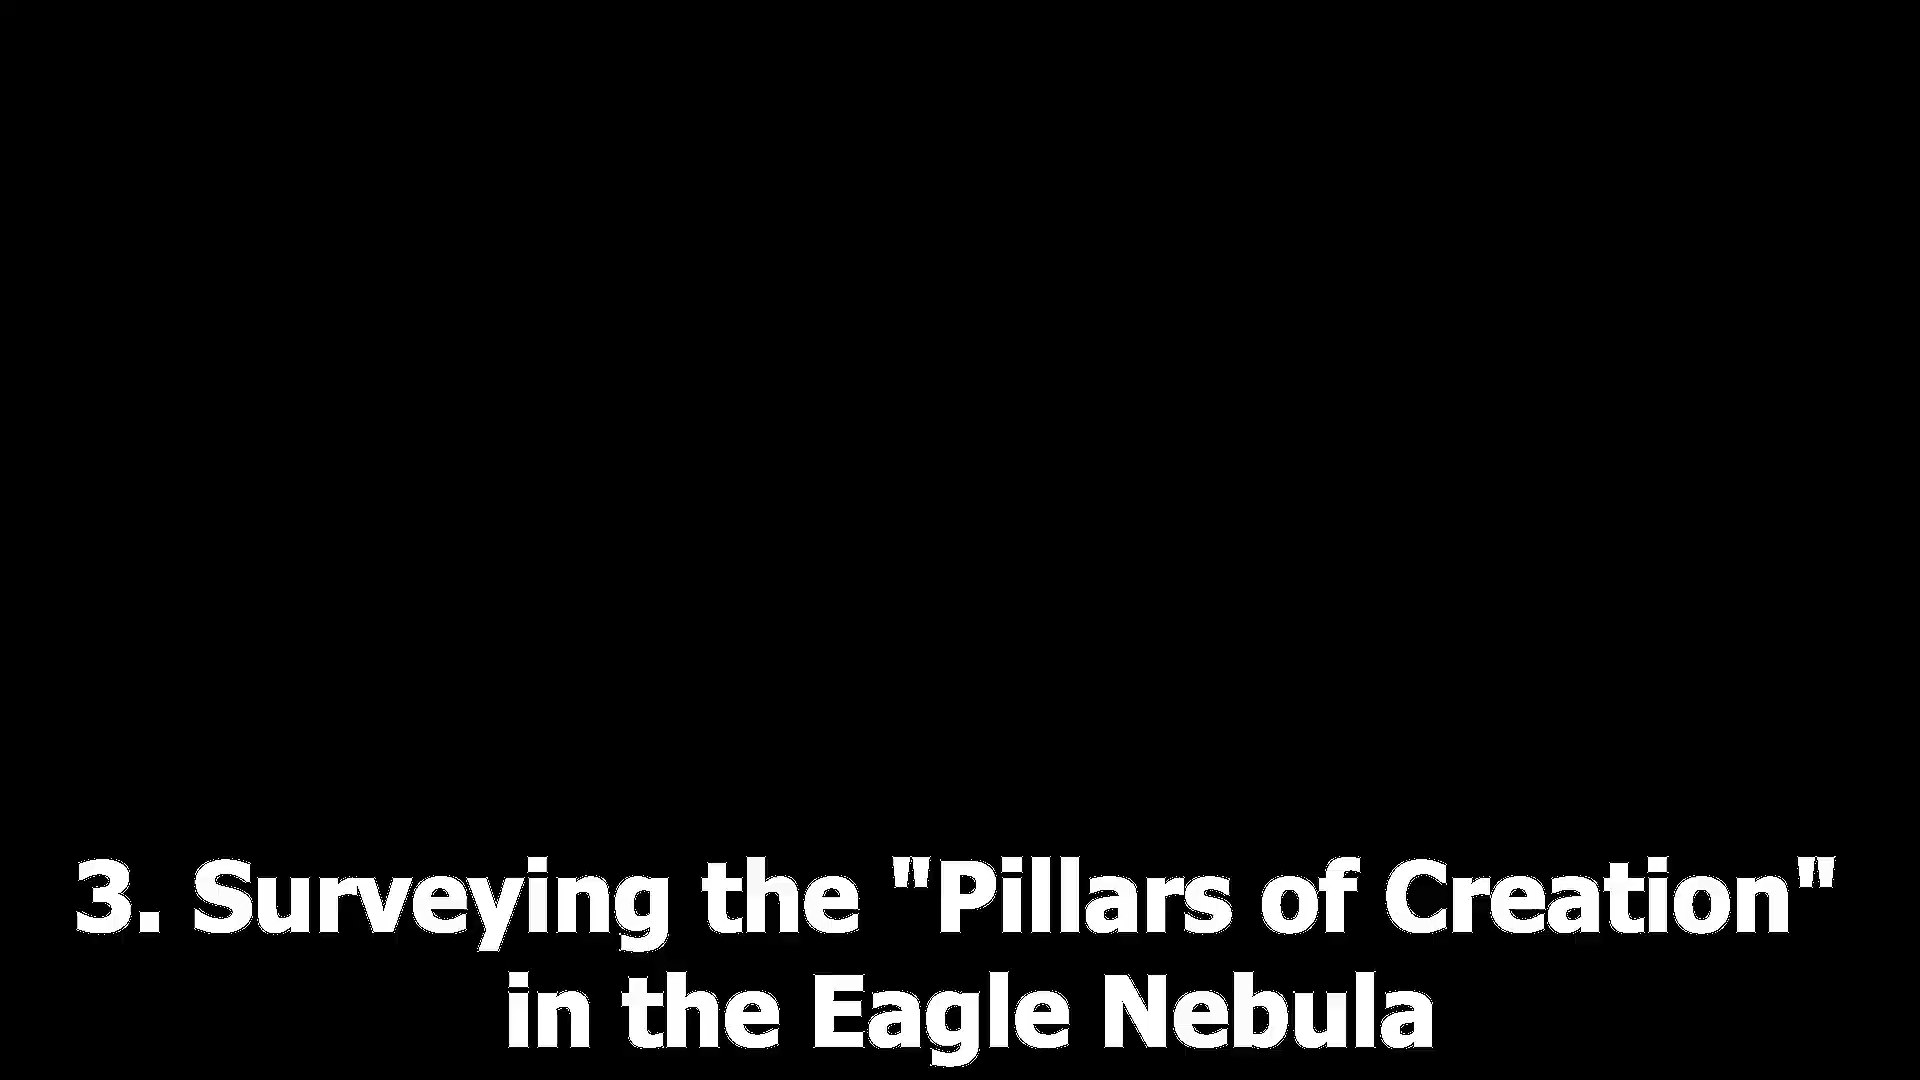 3. Surveying the "Pillars of Creation"
in the Eagle Nebula